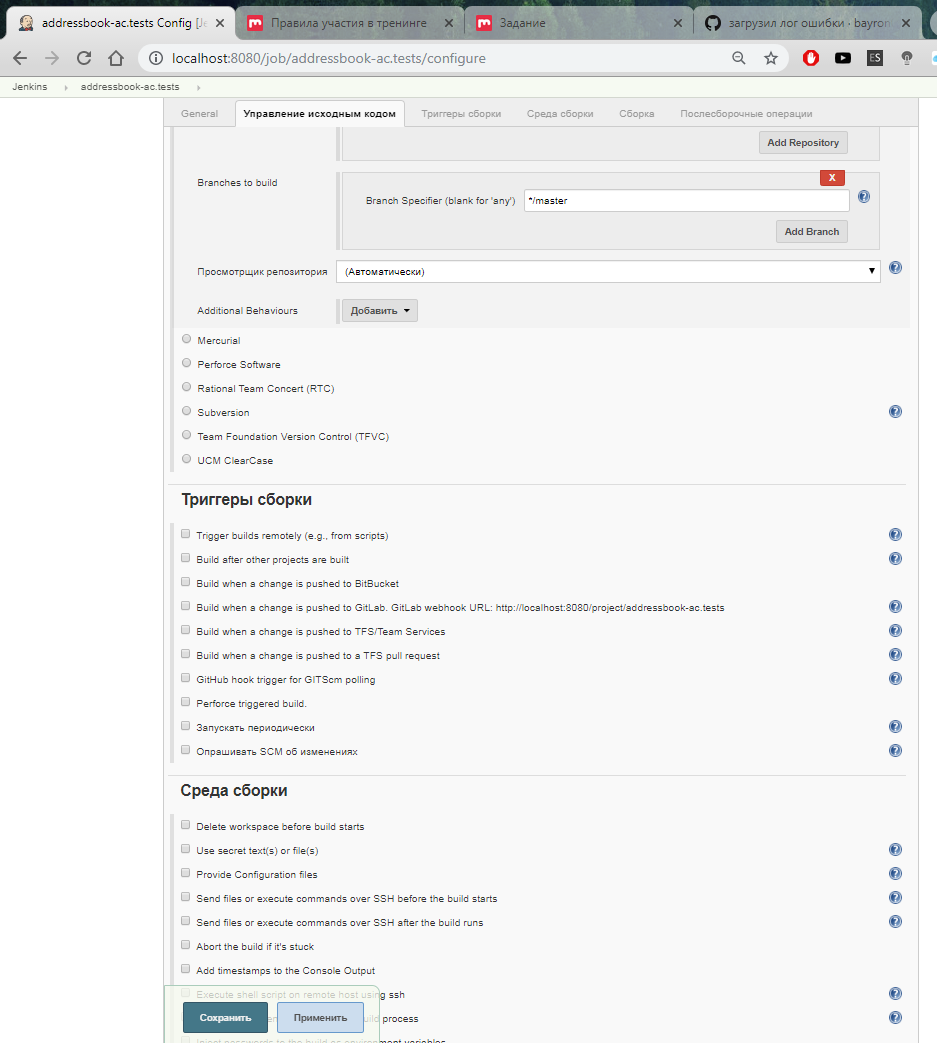 addressbook-ac.tests Config [Je
Правила участия в тренинге
Задание
загрузил лог ошибки · bayron
localhost:8080/job/addressbook-ac.tests/configure
ES
Jenkins addressbook-ac.tests
General Управление исходным кодом Триггеры сборки Среда сборки Сборка Послесборочные операции
Add Repository
Branches to build
X
Branch Specifier (blank for 'any') */master
Add Branch
Просмотрщик репозитория (Автоматически)
Additional Behaviours Добавить
Mercurial
Perforce Software
Rational Team Concert (RTC)
Subversion
Team Foundation Version Control (TFVC)
UCM ClearCase
Триггеры сборки
Trigger builds remotely (e.g., from scripts)
Build after other projects are built
Build when a change is pushed to BitBucket
Build when a change is pushed to GitLab. GitLab webhook URL: http://localhost:8080/project/addressbook-ac.tests
Build when a change is pushed to TFS/Team Services
Build when a change is pushed to a TFS pull request
GitHub hook trigger for GITScm polling
Perforce triggered build.
Запускать периодически
Опрашивать SCM об изменениях
Среда сборки
Delete workspace before build starts
Use secret text(s) or file(s)
Provide Configuration files
Send files or execute commands over SSH before the build starts
Send files or execute commands over SSH after the build runs
Abort the build if it's stuck
Add timestamps to the Console Output
Execute shell script on remote host using ssh
Сохранить Применить
build process
Inject passwords to the build as environment variables